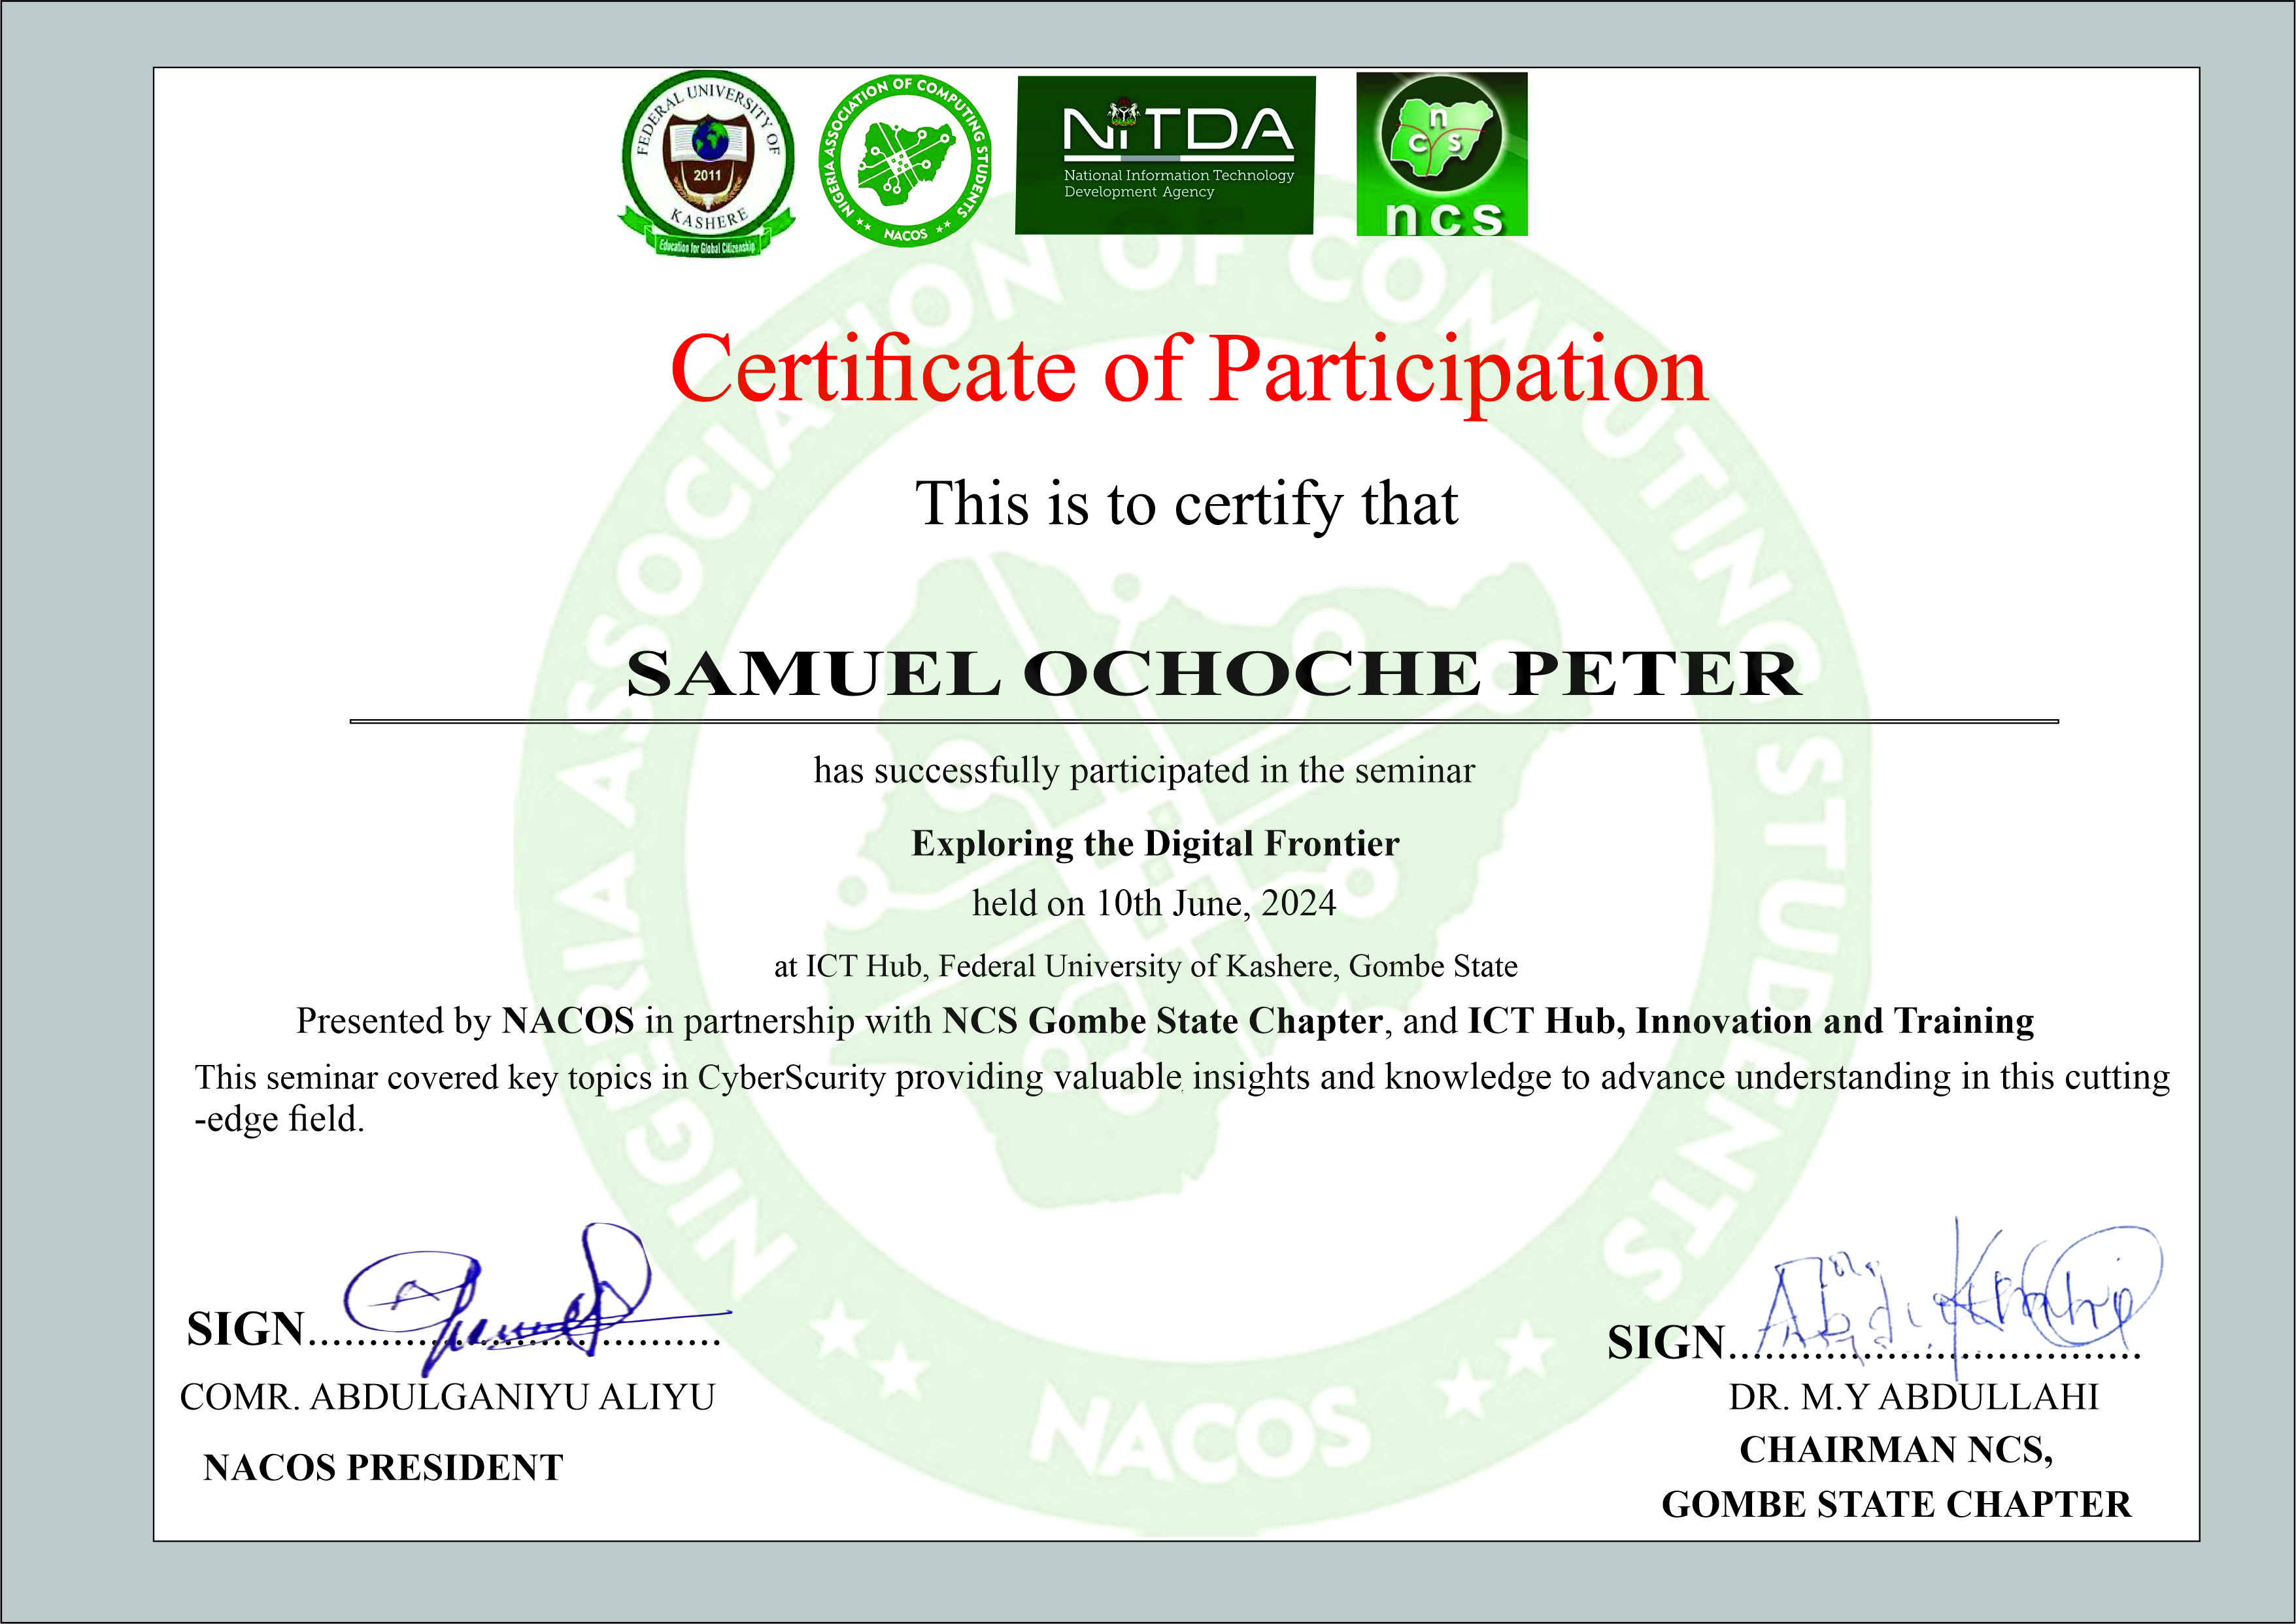 FEDERAL UNIVERSITY OF
2011
KASHERE
Education for Global Citizenship
NIGERIA ASSOCIATION OF COMPUTING STUDENTS
NACOS
NiTDA
National Information Technology
Development Agency
n
c s
ncs
Certificate of Participation
This is to certify that
SAMUEL OCHOCHE PETER
has successfully participated in the seminar
Exploring the Digital Frontier
held on 10th June, 2024
at ICT Hub, Federal University of Kashere, Gombe State
Presented by NACOS in partnership with NCS Gombe State Chapter, and ICT Hub, Innovation and Training
This seminar covered key topics in CyberScurity providing valuable insights and knowledge to advance understanding in this cutting
-edge field.
SIGN..................................
COMR. ABDULGANIYU ALIYU
NACOS PRESIDENT
SIGN..................................
DR. M.Y ABDULLAHI
CHAIRMAN NCS,
GOMBE STATE CHAPTER
NIGERIA ASSOCIATION OF COMPUTING STUDENTS
NACOS